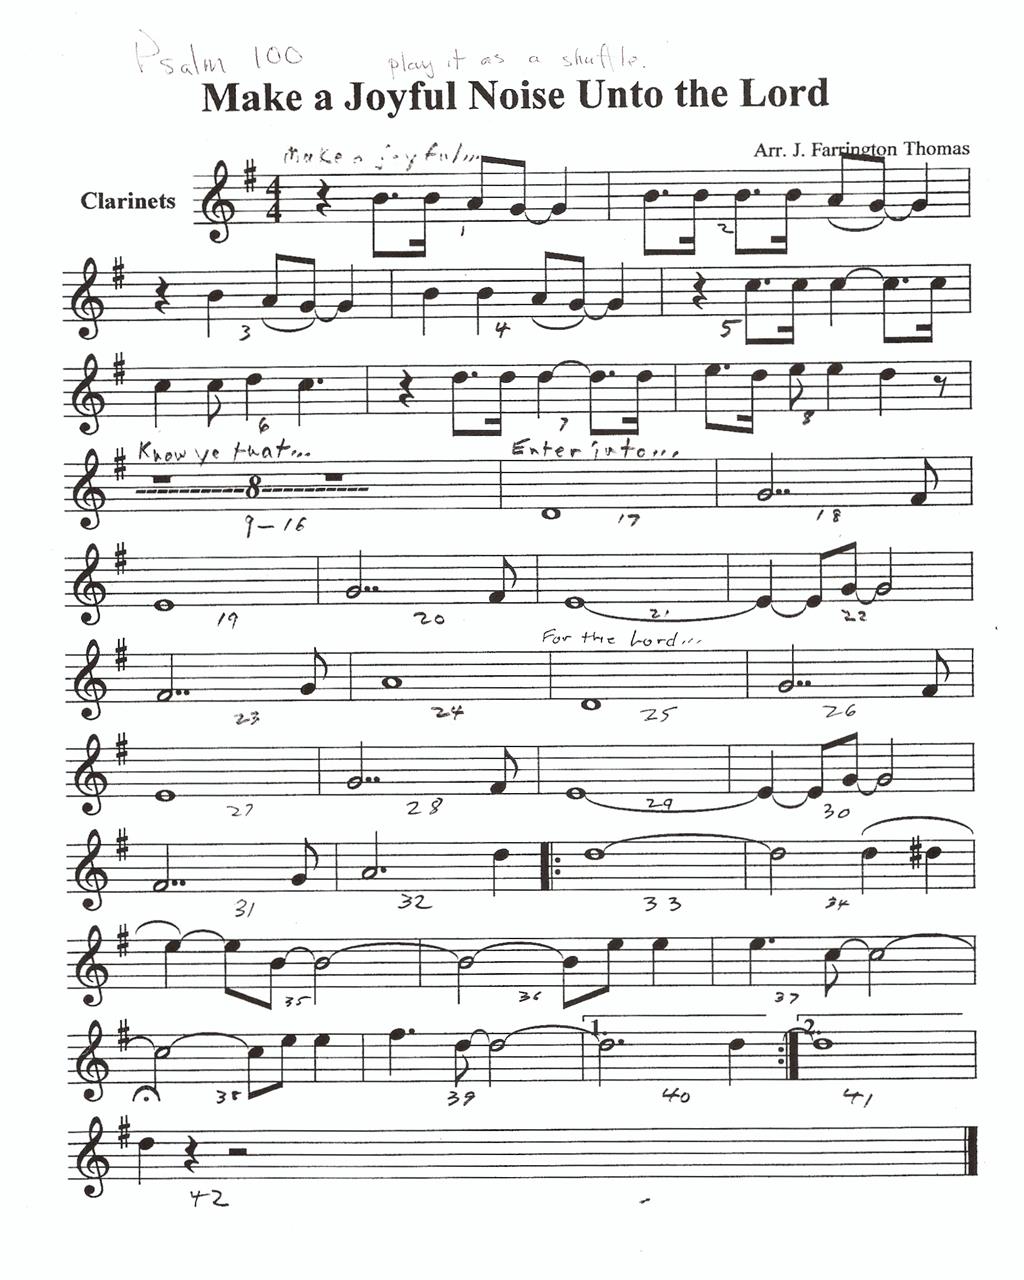 Psalm 100 play it as a shuffle.
Make a Joyful Noise Unto the Lord
Make a joyful...
Arr. J. Farrington Thomas
Clarinets
4
4
1 2
3 4 5
6 7 8
Know ye that... Enter into...
8
9-16 17 18
19 20 21 22
For the Lord...
23 24 25 26
27 28 29 30
31 32 33 34
35 36 37
1. 2.
38 39 40 41
42